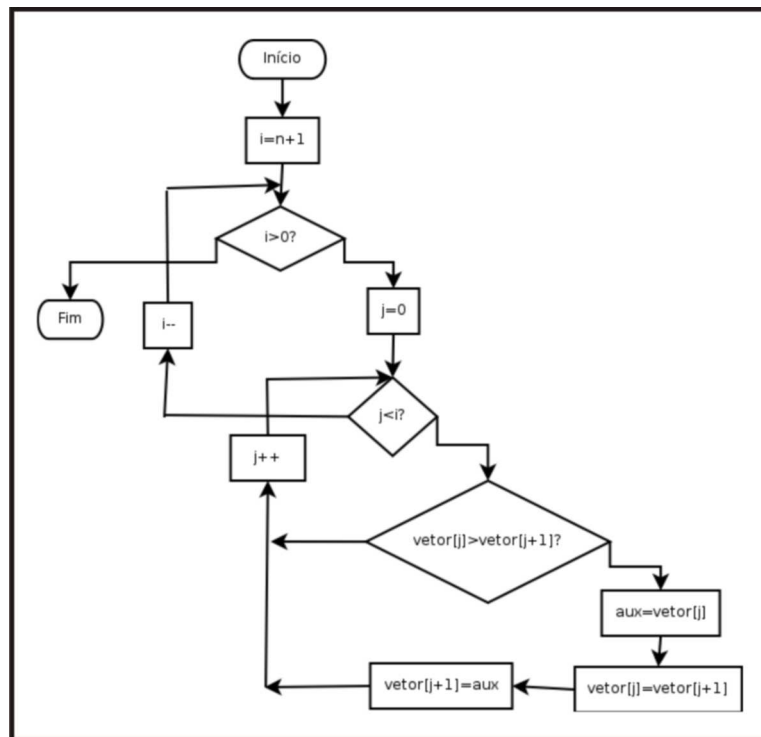 Início
i=n+1
i>0?
Fim
i--
j=0
j<i?
j++
vetor[j]>vetor[j+1]?
aux=vetor[j]
vetor[j]=vetor[j+1]
vetor[j+1]=aux